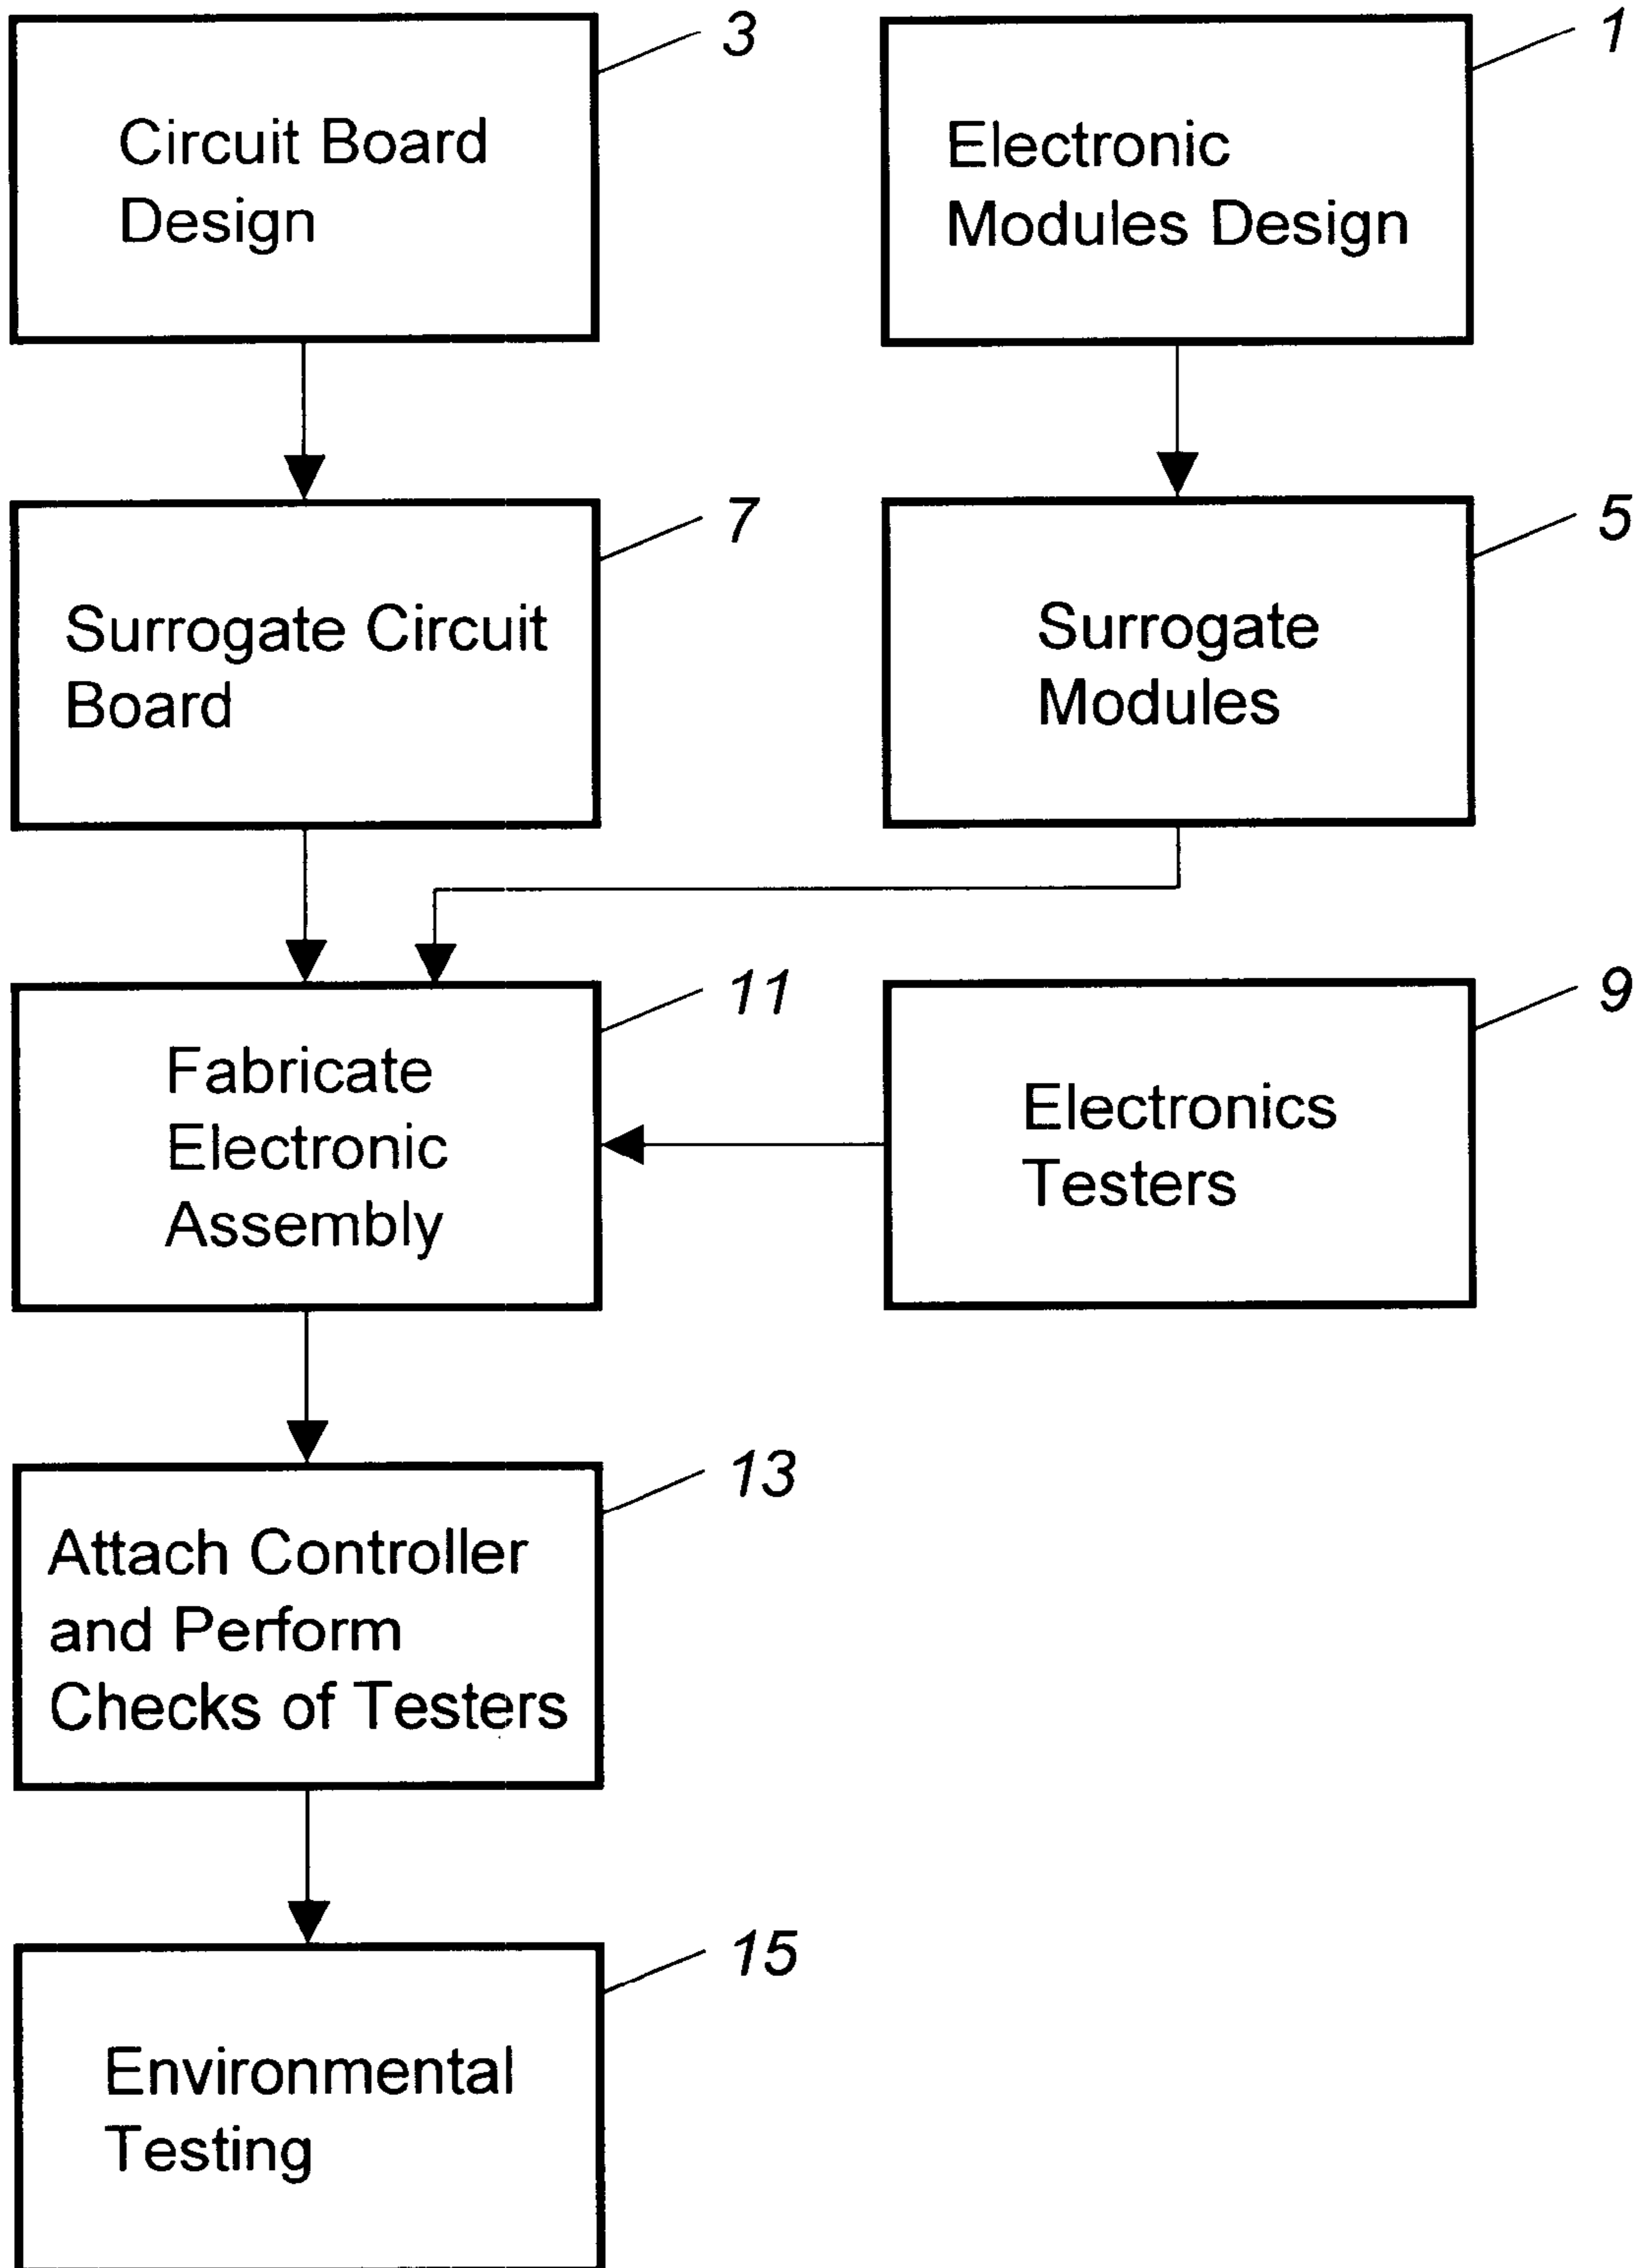 3
Circuit Board
Design
1
Electronic
Modules Design
7
Surrogate Circuit
Board
5
Surrogate
Modules
11
Fabricate
Electronic
Assembly
9
Electronics
Testers
13
Attach Controller
and Perform
Checks of Testers
15
Environmental
Testing